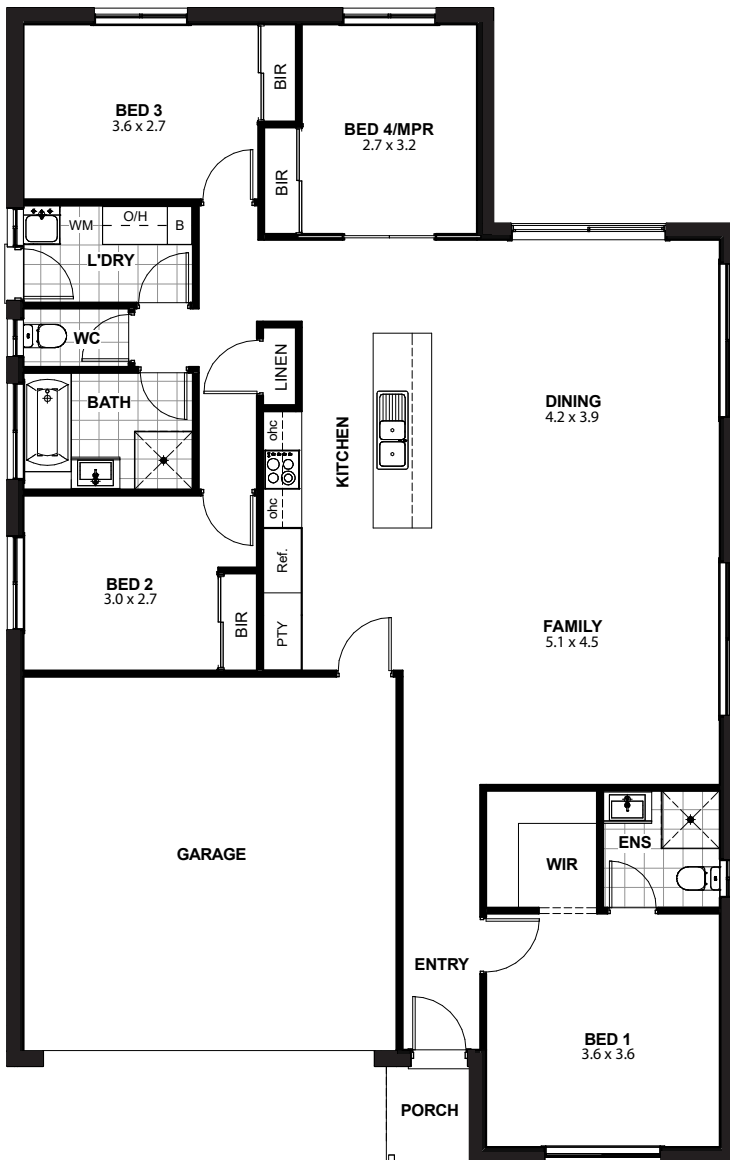 BED 3
3.6 x 2.7
BIR
BED 4/MPR
2.7 x 3.2
BIR
WM
O/H
B
L'DRY
WC
LINEN
BATH
ohc
KITCHEN
DINING
4.2 x 3.9
ohc
Ref.
BED 2
3.0 x 2.7
BIR
PTY
FAMILY
5.1 x 4.5
GARAGE
WIR
ENS
ENTRY
BED 1
3.6 x 3.6
PORCH